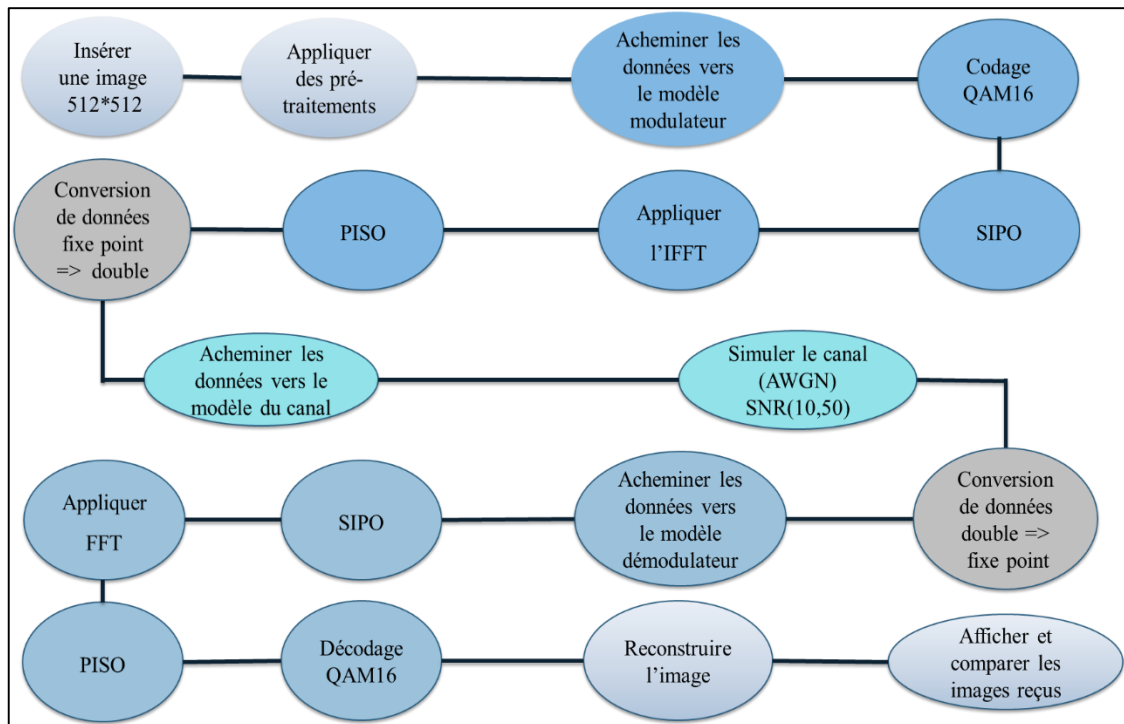 Insérer
une image
512*512
Appliquer
des pré-
traitements
Acheminer les
données vers
le modèle
modulateur
Codage
QAM16
Conversion
de données
fixe point
=> double
PISO
Appliquer
l'IFFT
SIPO
Acheminer les
données vers le
modèle du canal
Simuler le canal
(AWGN)
SNR(10,50)
Appliquer
FFT
SIPO
Acheminer les
données vers
le modèle
démodulateur
Conversion
de données
double =>
fixe point
PISO
Décodage
QAM16
Reconstruire
l'image
Afficher et
comparer les
images reçus